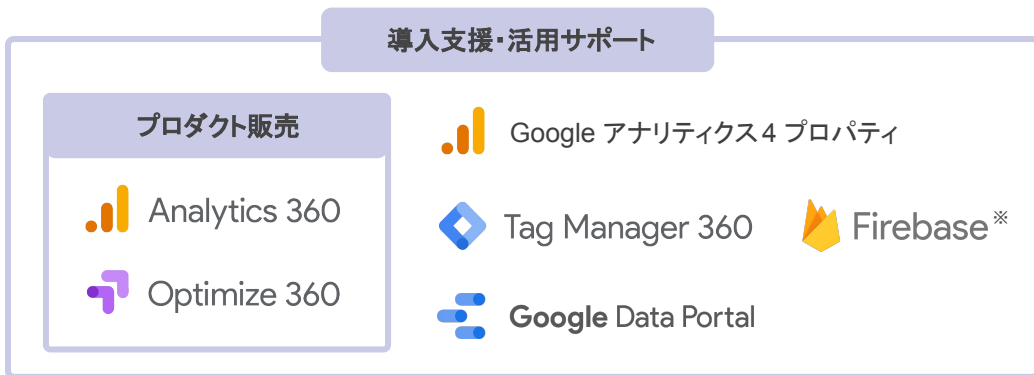 導入支援・活用サポート
プロダクト販売
Analytics 360
Optimize 360
Google アナリティクス4 プロパティ
Tag Manager 360
Firebase※
Google Data Portal